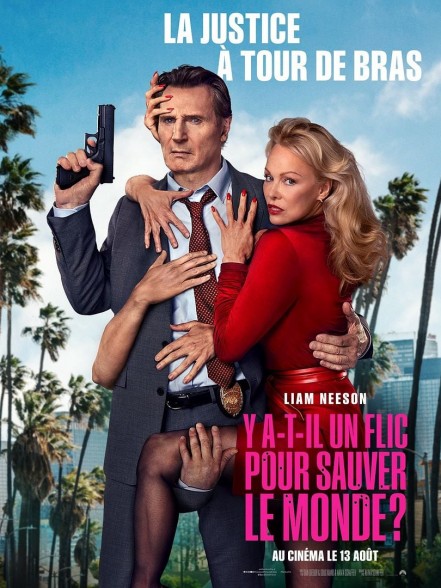 LA JUSTICE
À TOUR DE BRAS
LIAM NEESON
Y A-T-IL UN FLIC
POUR SAUVER
LE MONDE?
AU CINÉMA LE 13 AOÛT